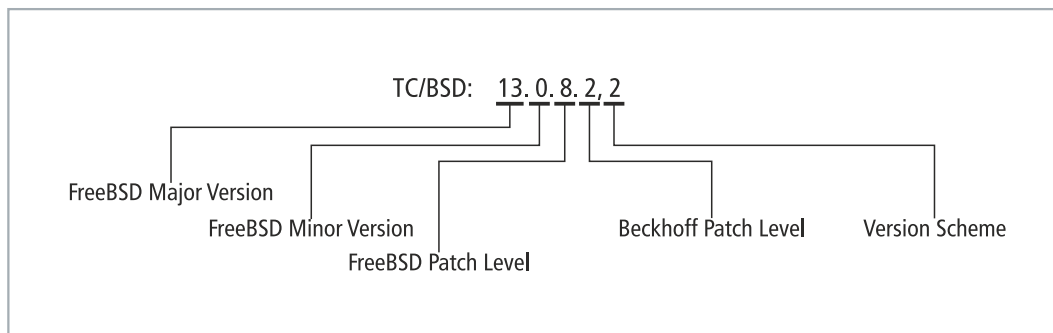 TC/BSD: 13. 0. 8. 2, 2
FreeBSD Major Version
FreeBSD Minor Version
FreeBSD Patch Level
Beckhoff Patch Level
Version Scheme